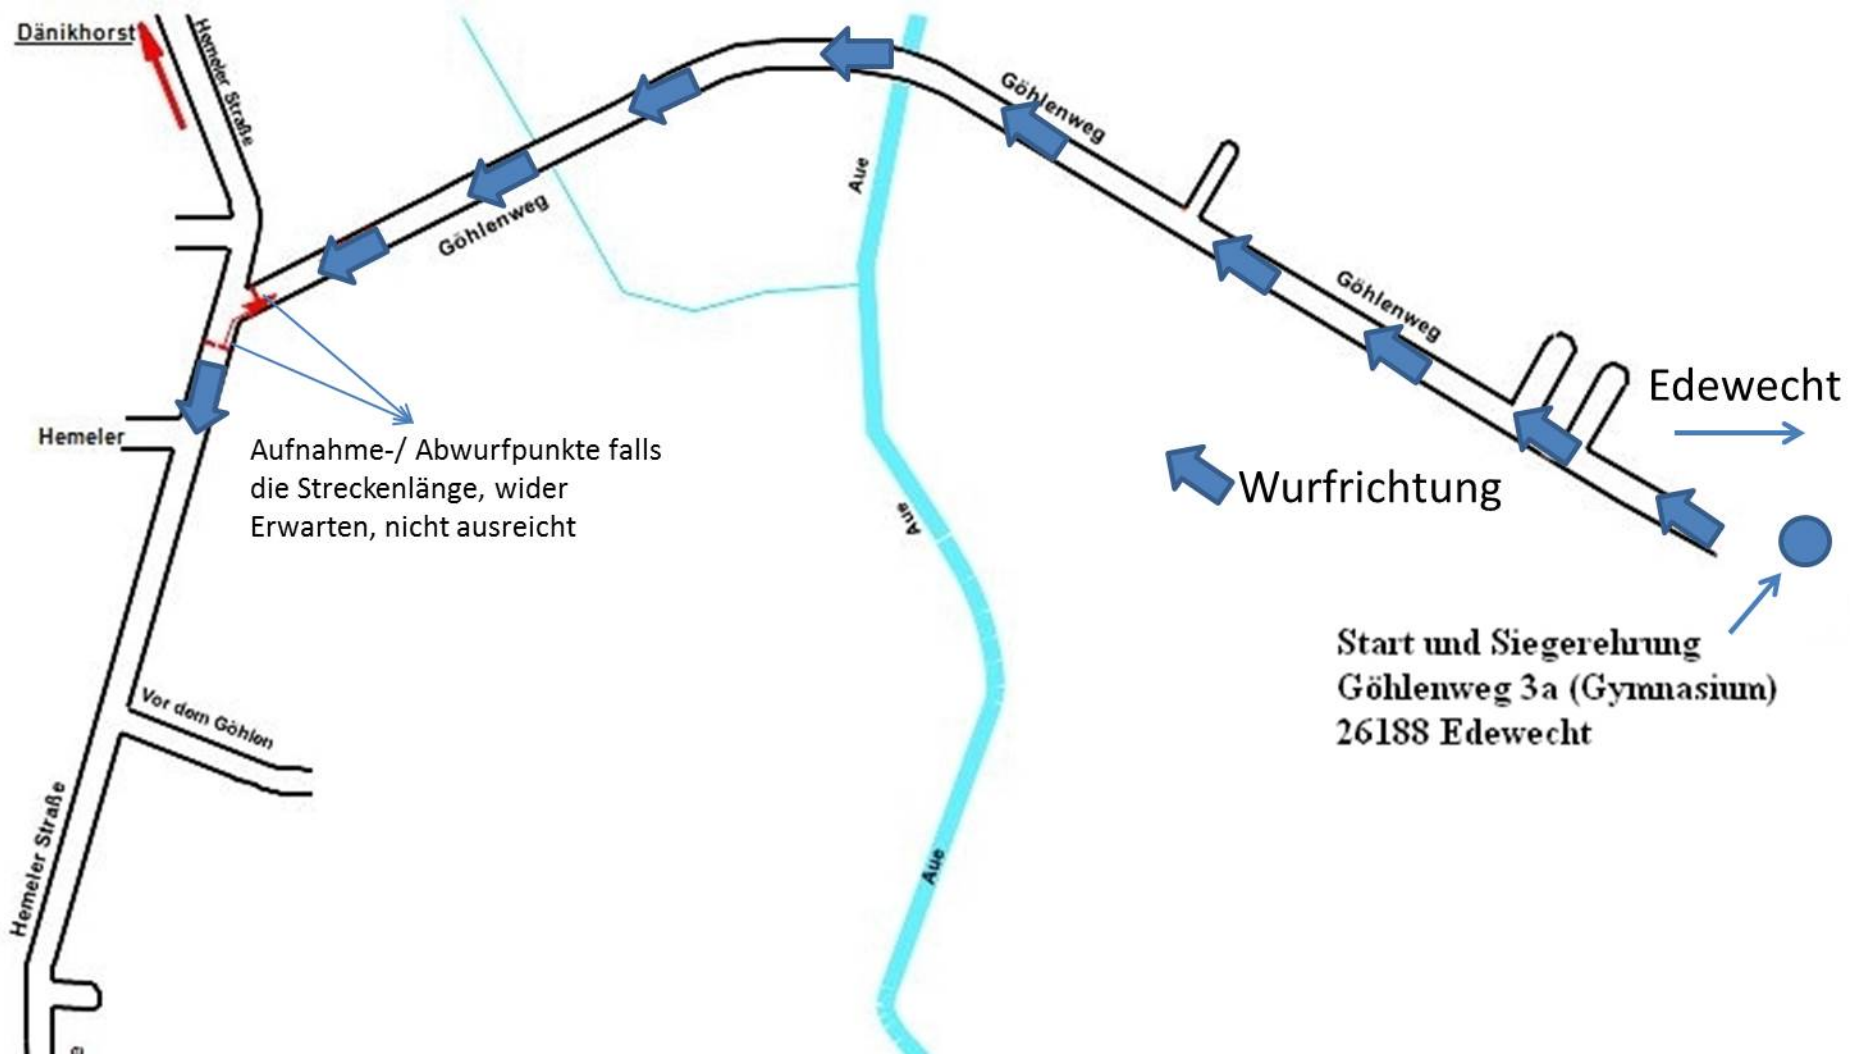 Dänikhorst
Hemeler Straße
Göhlenweg
Aue
Göhlenweg
Göhlenweg
Edewecht
Hemeler
Aufnahme-/ Abwurfpunkte falls
die Streckenlänge, wider
Erwarten, nicht ausreicht
Wurfrichtung
Aue
Göhlenweg
Start und Siegerehrung
Göhlenweg 3a (Gymnasium)
26188 Edewecht
Vor dem Göhlen
Hemeler Straße
Aue
e